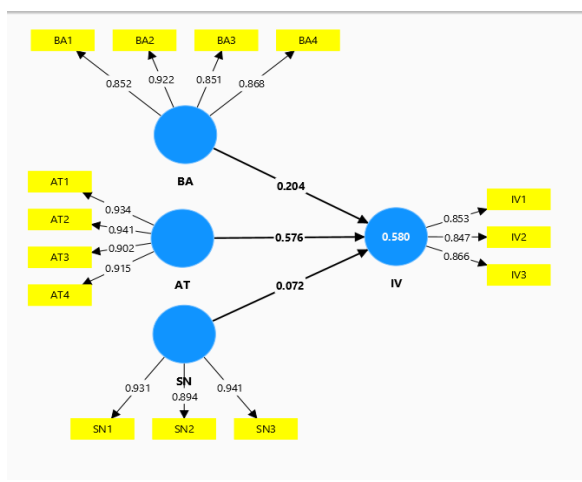 BA1 BA2 BA3 BA4
0.852 0.922 0.851 0.868
BA
0.204
AT1
AT2
AT3
AT4
0.934
0.941
0.902
0.915
AT
0.576
0.580
IV
0.853
0.847
0.866
IV1
IV2
IV3
0.072
SN
0.931 0.894 0.941
SN1 SN2 SN3